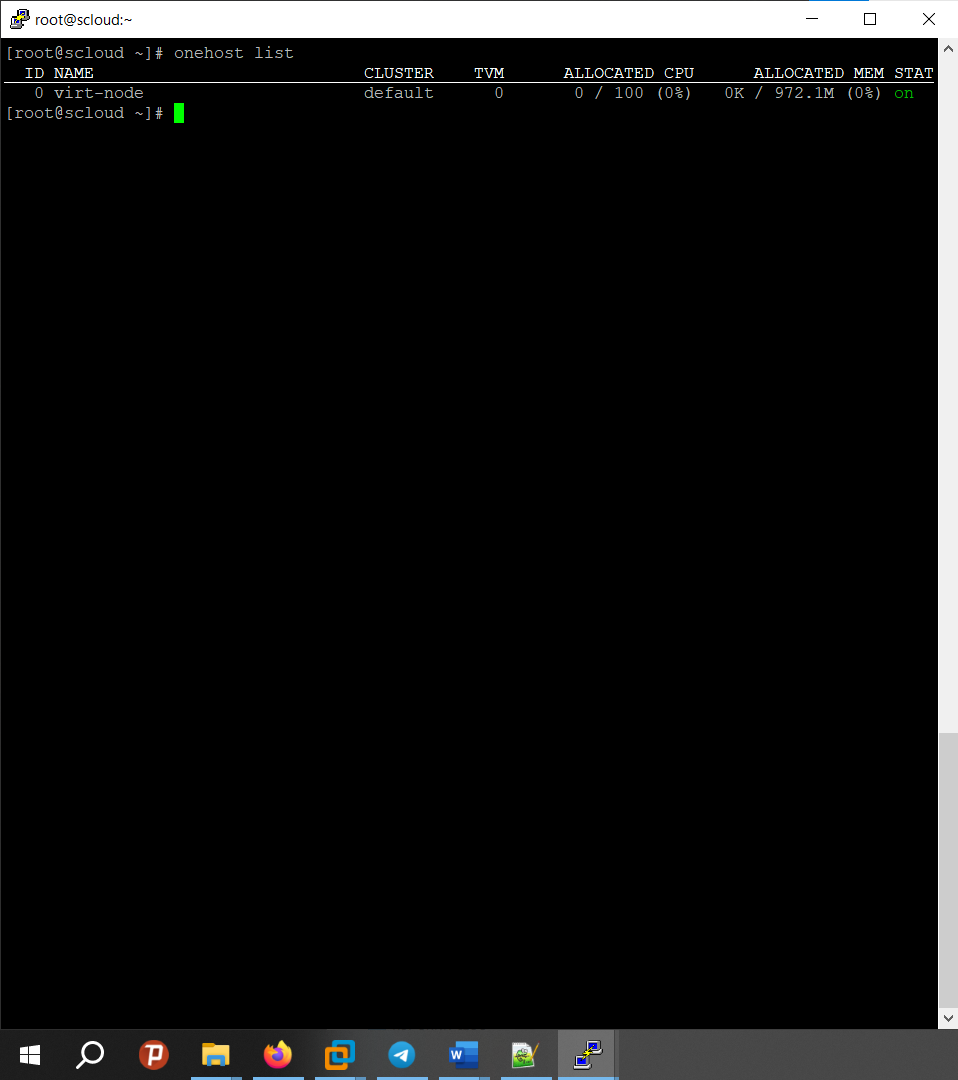 root@scloud:~
[root@scloud ~]# onehost list
ID NAME CLUSTER TVM ALLOCATED CPU ALLOCATED MEM STAT
0 virt-node default 0 0 / 100 (0%) 0K / 972.1M (0%) on
[root@scloud ~]#